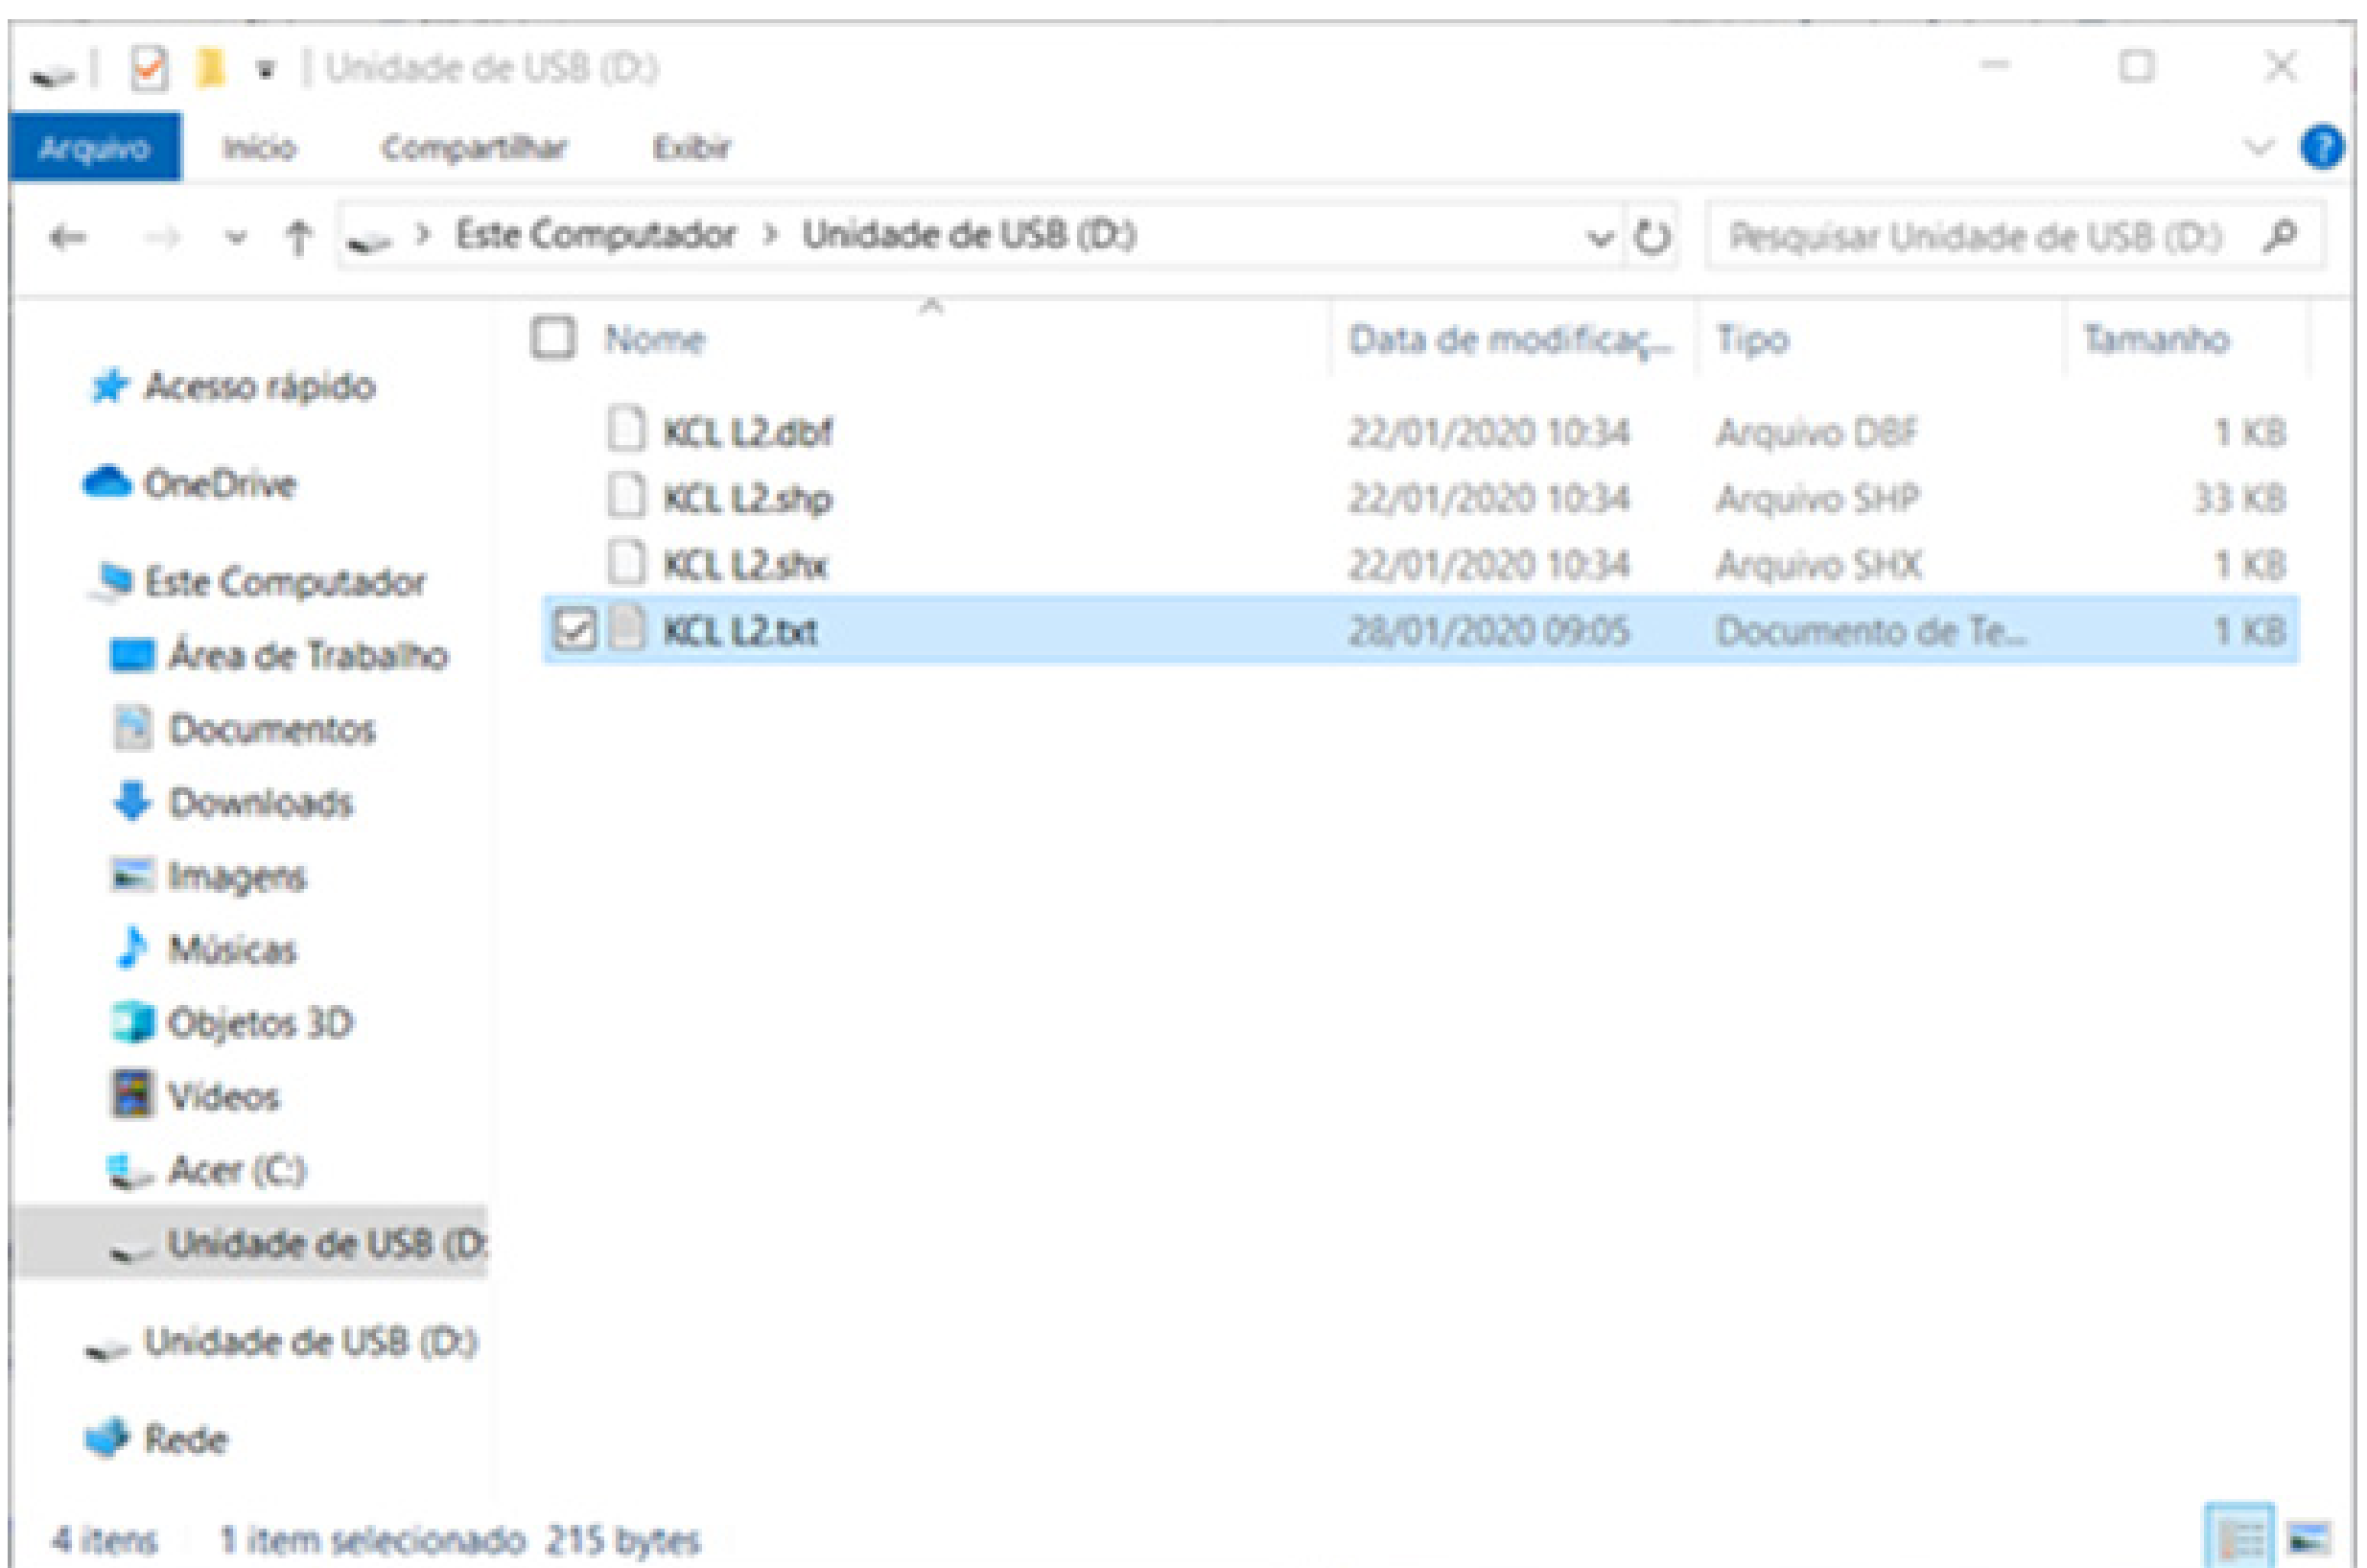 Unidade de USB (D:)
Arquivo Início Compartilhar Exibir
Este Computador > Unidade de USB (D:) Pesquisar Unidade de USB (D:)
Nome Data de modificaç... Tipo Tamanho
KCL L2.dbf 22/01/2020 10:34 Arquivo DBF 1 KB
KCL L2.shp 22/01/2020 10:34 Arquivo SHP 33 KB
KCL L2.shx 22/01/2020 10:34 Arquivo SHX 1 KB
KCL L2.txt 28/01/2020 09:05 Documento de Te... 1 KB
Acesso rápido
OneDrive
Este Computador
Área de Trabalho
Documentos
Downloads
Imagens
Músicas
Objetos 3D
Vídeos
Acer (C:)
Unidade de USB (D:
Unidade de USB (D:)
Rede
4 itens 1 item selecionado 215 bytes